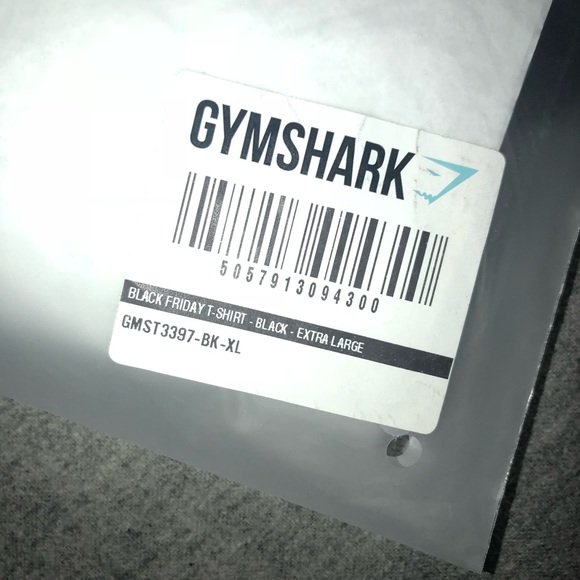 GYMSHARK
5057913094300
BLACK FRIDAY T-SHIRT - BLACK - EXTRA LARGE
GMST3397-BK-XL